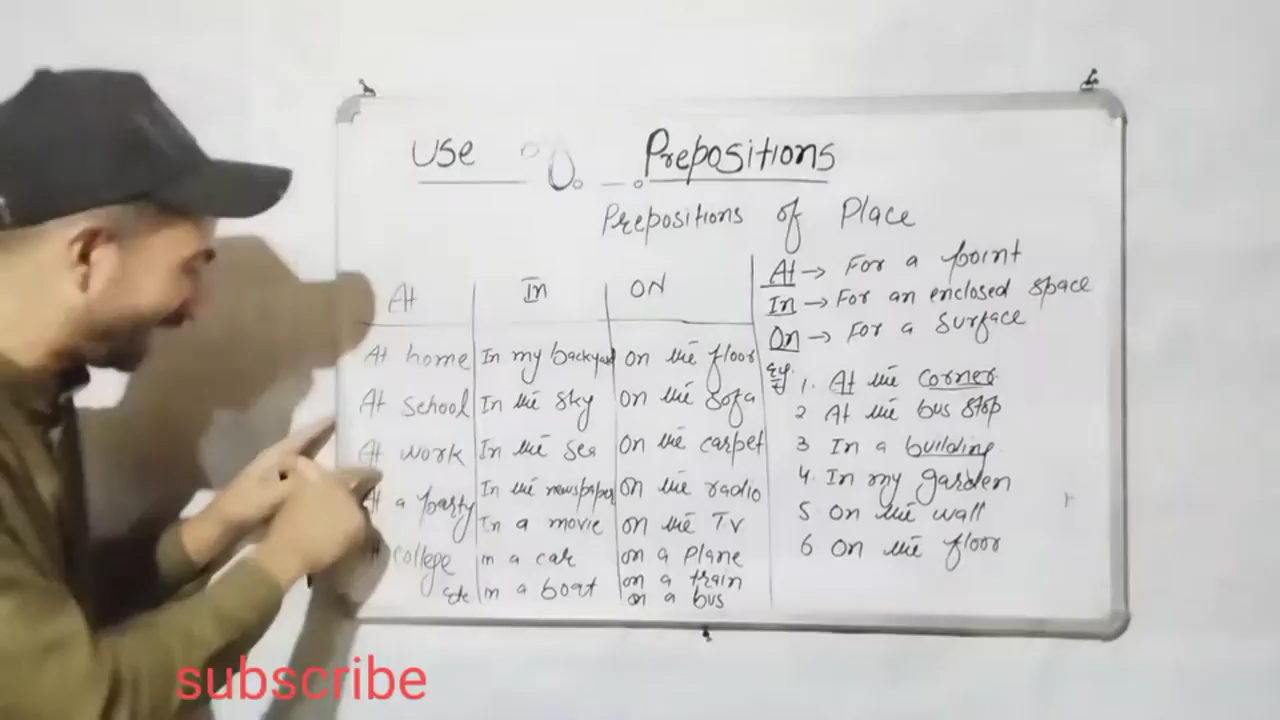 Use of Prepositions
Prepositions of Place
At In ON
At home In my backyard on the floor
At School In the sky on the Sofa
At work In the sea on the carpet
At a party In the newspaper on the radio
In a movie on the TV
At college in a car on a plane
etc in a boat on a train
on a bus
At → For a point
In → For an enclosed space
On → For a Surface
Eg. 1. At the corner
2 At the bus stop
3 In a building
4. In my garden
5 On the wall
6 On the floor
subscribe